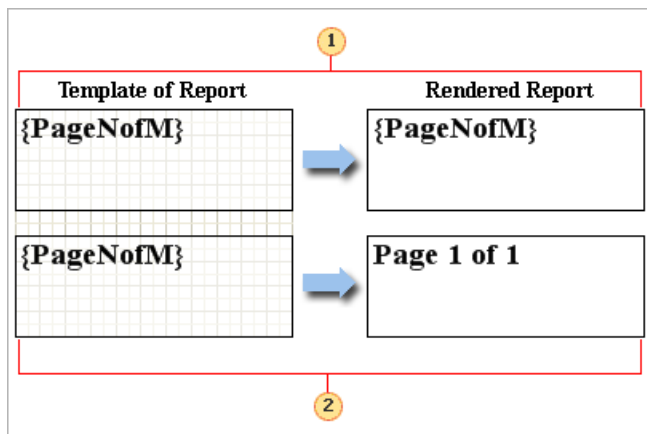 1
Template of Report Rendered Report
{PageNofM} {PageNofM}
{PageNofM} Page 1 of 1
2